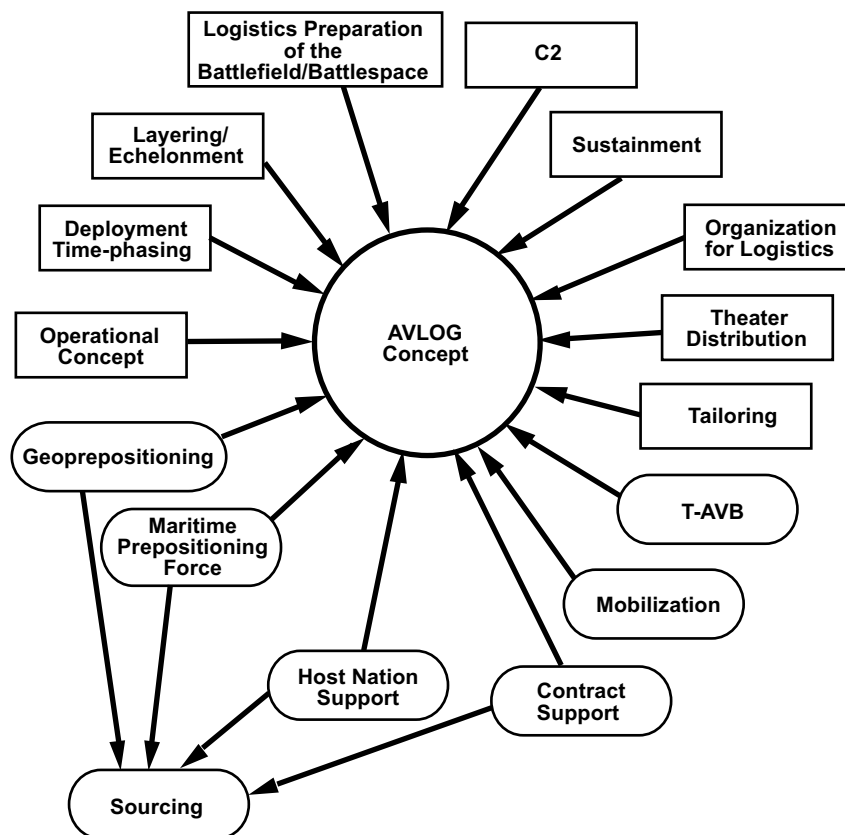 Logistics Preparation
of the
Battlefield/Battlespace
C2
Layering/
Echelonment
Sustainment
Deployment
Time-phasing
Organization
for Logistics
Operational
Concept
AVLOG
Concept
Theater
Distribution
Tailoring
Geoprepositioning
T-AVB
Maritime
Prepositioning
Force
Mobilization
Host Nation
Support
Contract
Support
Sourcing